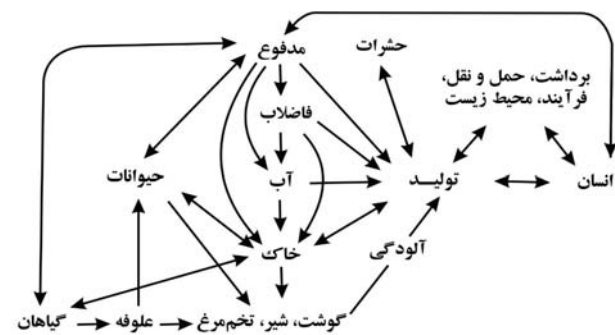 مدفوع
حشرات
برداشت، حمل و نقل،
فرآیند، محیط زیست
فاضلاب
حیوانات
آب
تولیـــد
انسان
خاک
آلودگی
گیاهان
علوفه
گوشت، شیر، تخم‌مرغ